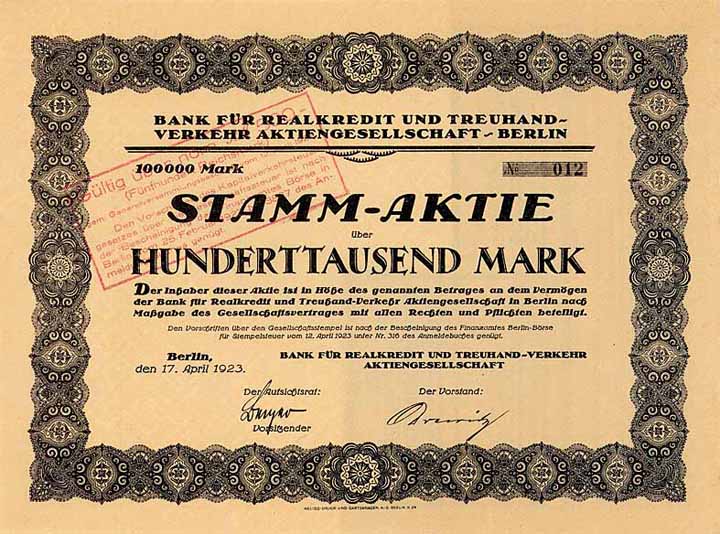 BANK FÜR REALKREDIT UND TREUHAND-
VERKEHR AKTIENGESELLSCHAFT - BERLIN
100000 Mark
№ 012
Gültig
(Fünfhundert Reichsmark)
STAMM-AKTIE
über
HUNDERTTAUSEND MARK
Der Inhaber dieser Aktie ist in Höhe des genannten Betrages an dem Vermögen
der Bank für Realkredit und Treuhand-Verkehr Aktiengesellschaft in Berlin nach
Maßgabe des Gesellschaftsvertrages mit allen Rechten und Pflichten beteiligt.
Den Vorschriften über den Gesellschaftsstempel ist nach der Bescheinigung des Finanzamtes Berlin-Börse
für Stempelsteuer vom 12. April 1923 unter Nr. 316 des Anmeldebuches genügt.
Berlin,
den 17. April 1923.
BANK FÜR REALKREDIT UND TREUHAND-VERKEHR
AKTIENGESELLSCHAFT
Der Aufsichtsrat:
Der Vorstand:
Vorsitzender